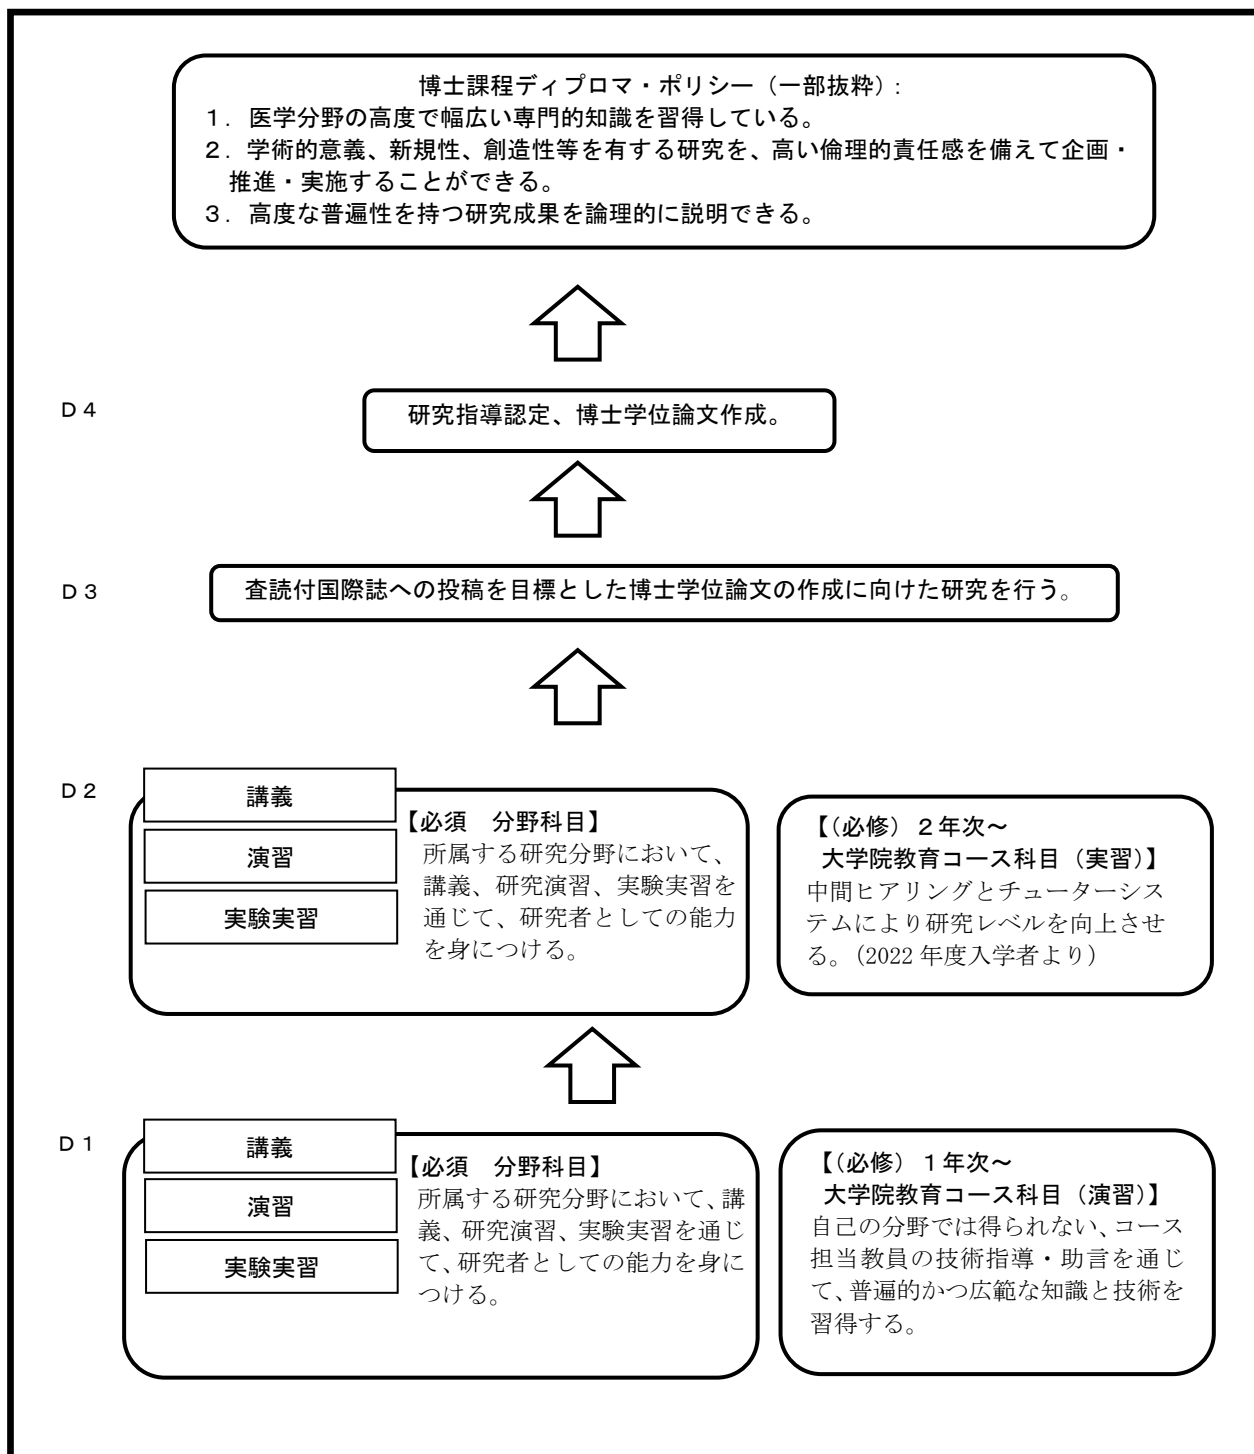 博士課程ディプロマ・ポリシー（一部抜粋）:
１．医学分野の高度で幅広い専門的知識を習得している。
２．学術的意義、新規性、創造性等を有する研究を、高い倫理的責任感を備えて企画・
推進・実施することができる。
３．高度な普遍性を持つ研究成果を論理的に説明できる。
Ｄ４
研究指導認定、博士学位論文作成。
Ｄ３
査読付国際誌への投稿を目標とした博士学位論文の作成に向けた研究を行う。
Ｄ２
講義
演習
実験実習
【必須　分野科目】
所属する研究分野において、
講義、研究演習、実験実習を
通じて、研究者としての能力
を身につける。
【（必修）２年次～
大学院教育コース科目（実習）】
中間ヒアリングとチューターシス
テムにより研究レベルを向上させ
る。（2022 年度入学者より）
Ｄ１
講義
演習
実験実習
【必須　分野科目】
所属する研究分野において、講
義、研究演習、実験実習を通じ
て、研究者としての能力を身に
つける。
【（必修）１年次～
大学院教育コース科目（演習）】
自己の分野では得られない、コース
担当教員の技術指導・助言を通じ
て、普遍的かつ広範な知識と技術を
習得する。